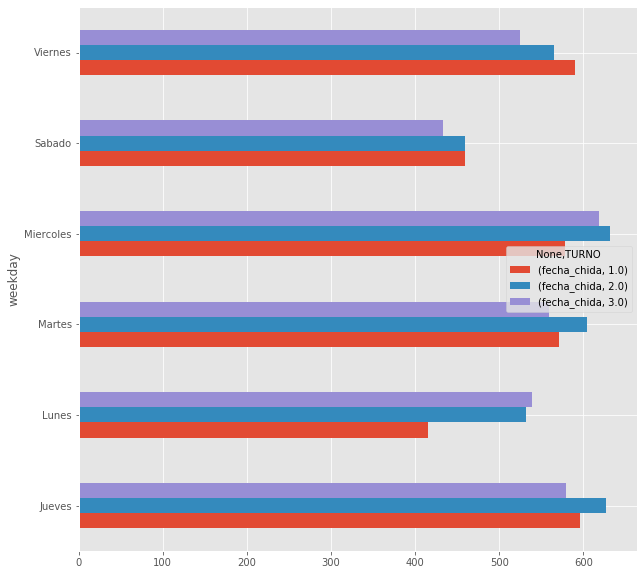 Viernes
Sabado
Miercoles
Martes
Lunes
Jueves
weekday
None,TURNO
(fecha_chida, 1.0)
(fecha_chida, 2.0)
(fecha_chida, 3.0)
0 100 200 300 400 500 600